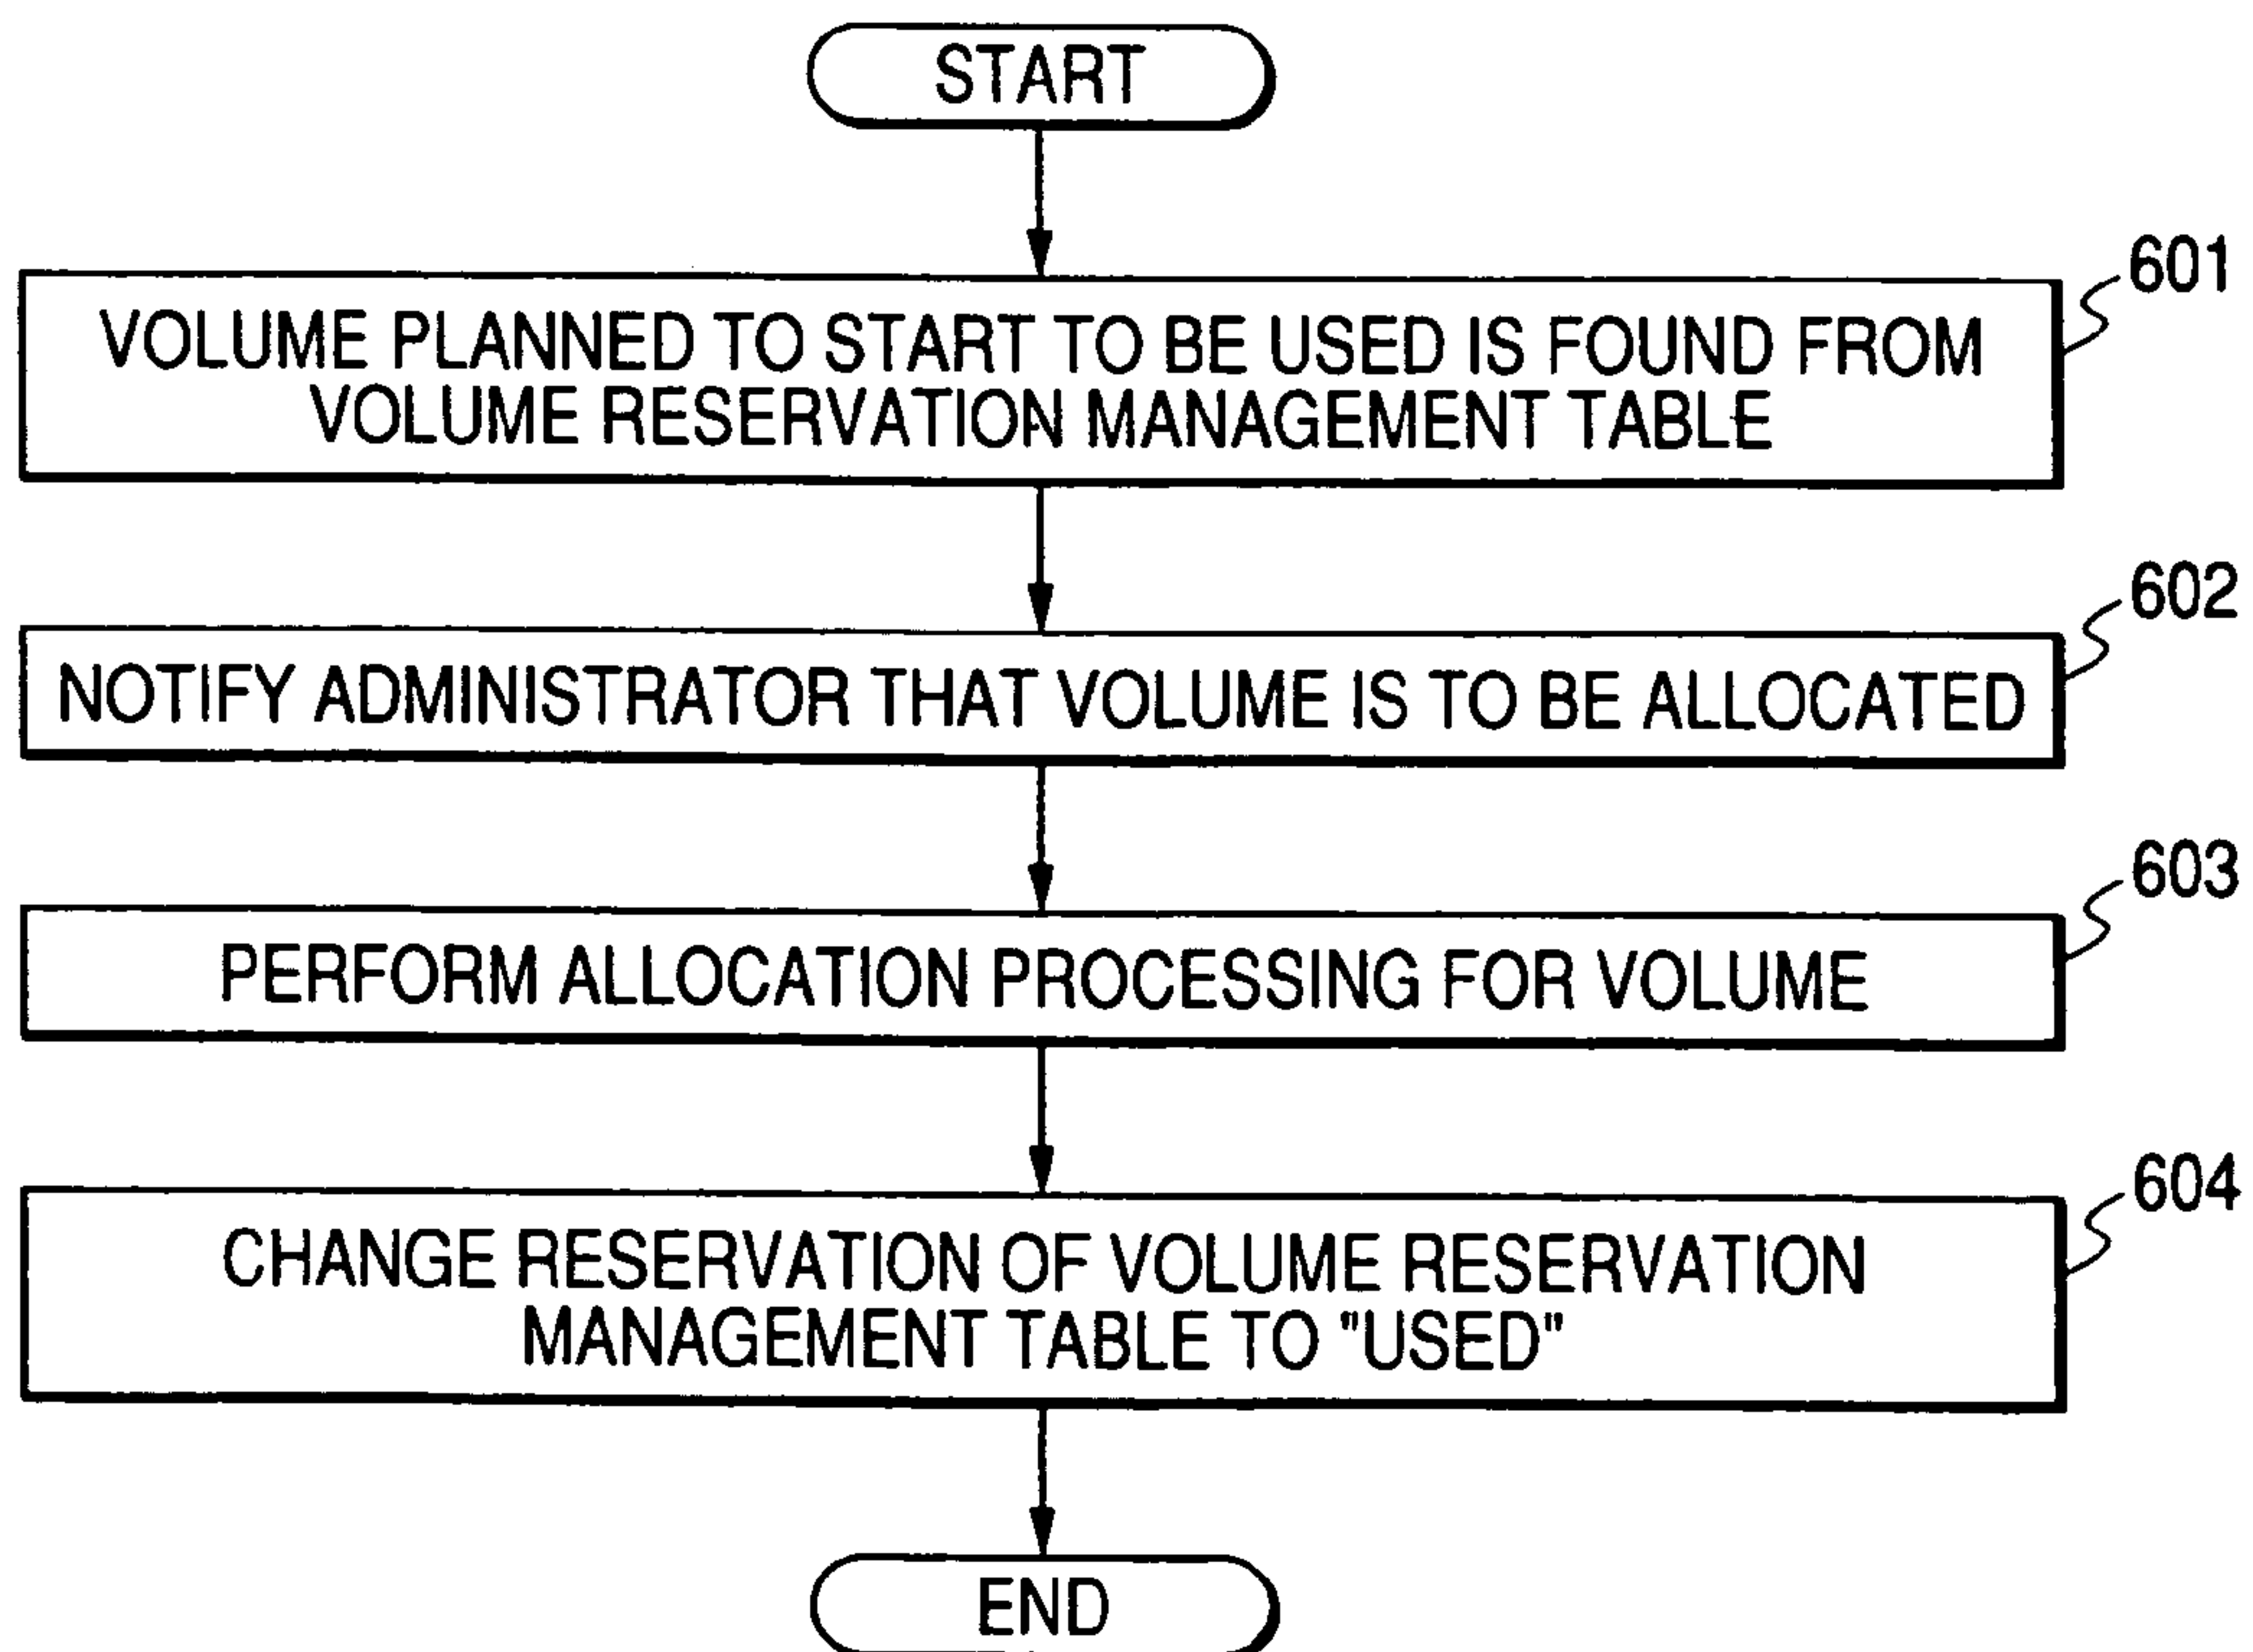 START
601
VOLUME PLANNED TO START TO BE USED IS FOUND FROM
VOLUME RESERVATION MANAGEMENT TABLE
602
NOTIFY ADMINISTRATOR THAT VOLUME IS TO BE ALLOCATED
603
PERFORM ALLOCATION PROCESSING FOR VOLUME
604
CHANGE RESERVATION OF VOLUME RESERVATION
MANAGEMENT TABLE TO "USED"
END